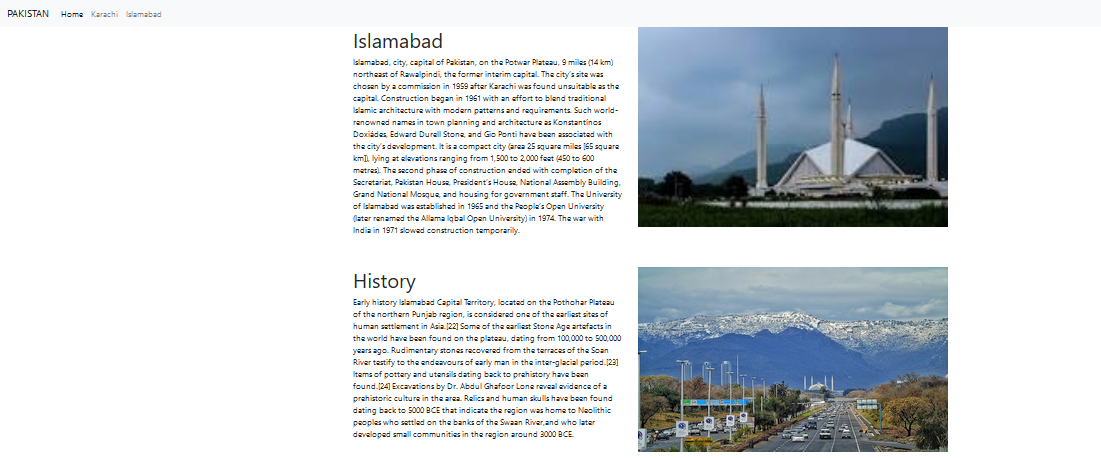 PAKISTAN Home Karachi Islamabad
Islamabad
Islamabad, city, capital of Pakistan, on the Potwar Plateau, 9 miles (14 km)
northeast of Rawalpindi, the former interim capital. The city's site was
chosen by a commission in 1959 after Karachi was found unsuitable as the
capital. Construction began in 1961 with an effort to blend traditional
Islamic architecture with modern patterns and requirements. Such world-
renowned names in town planning and architecture as Konstantínos
Doxiádes, Edward Durell Stone, and Gio Ponti have been associated with
the city's development. It is a compact city (area 25 square miles [65 square
km]), lying at elevations ranging from 1,500 to 2,000 feet (450 to 600
metres). The second phase of construction ended with completion of the
Secretariat, Pakistan House, President's House, National Assembly Building,
Grand National Mosque, and housing for government staff. The University
of Islamabad was established in 1965 and the People's Open University
(later renamed the Allama Iqbal Open University) in 1974. The war with
India in 1971 slowed construction temporarily.
History
Early history Islamabad Capital Territory, located on the Pothohar Plateau
of the northern Punjab region, is considered one of the earliest sites of
human settlement in Asia.[22] Some of the earliest Stone Age artefacts in
the world have been found on the plateau, dating from 100,000 to 500,000
years ago. Rudimentary stones recovered from the terraces of the Soan
River testify to the endeavours of early man in the inter-glacial period.[23]
Items of pottery and utensils dating back to prehistory have been
found.[24] Excavations by Dr. Abdul Ghafoor Lone reveal evidence of a
prehistoric culture in the area. Relics and human skulls have been found
dating back to 5000 BCE that indicate the region was home to Neolithic
peoples who settled on the banks of the Swaan River,and who later
developed small communities in the region around 3000 BCE.